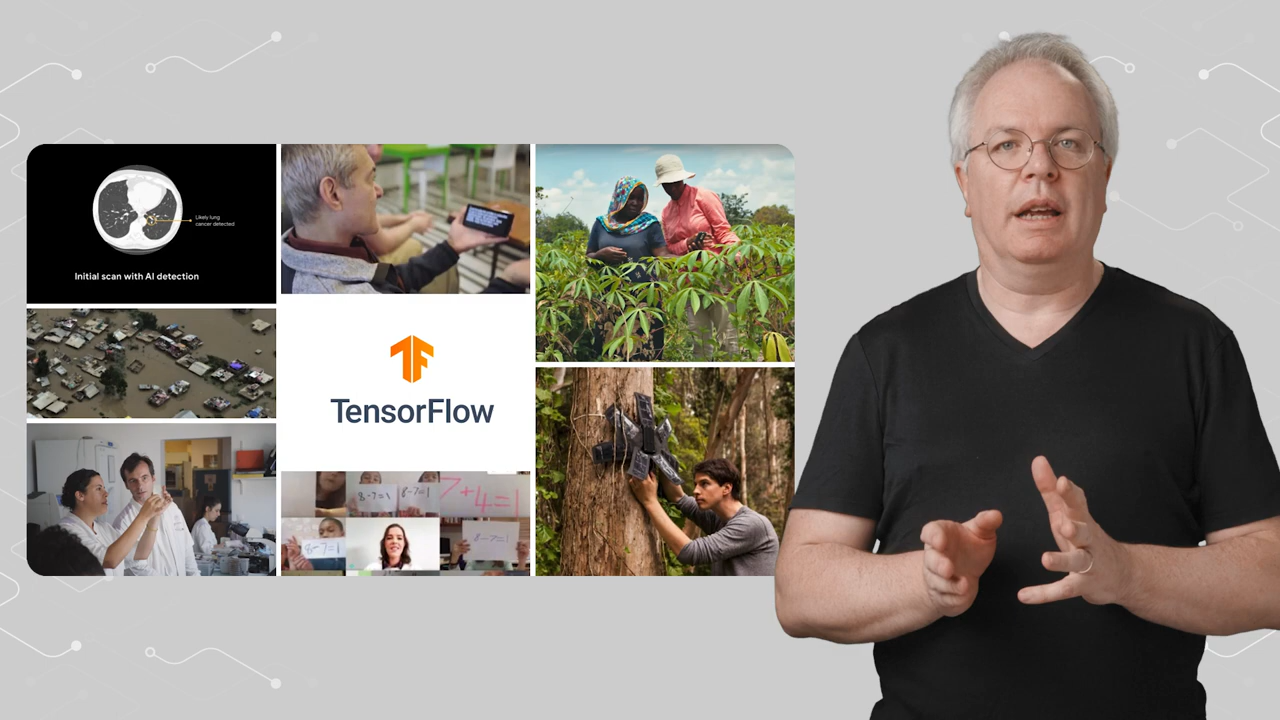 Likely lung
cancer detected
Initial scan with AI detection
TensorFlow
8-7=1
8-7=1
7+4=1
8-7=1
8-7=1